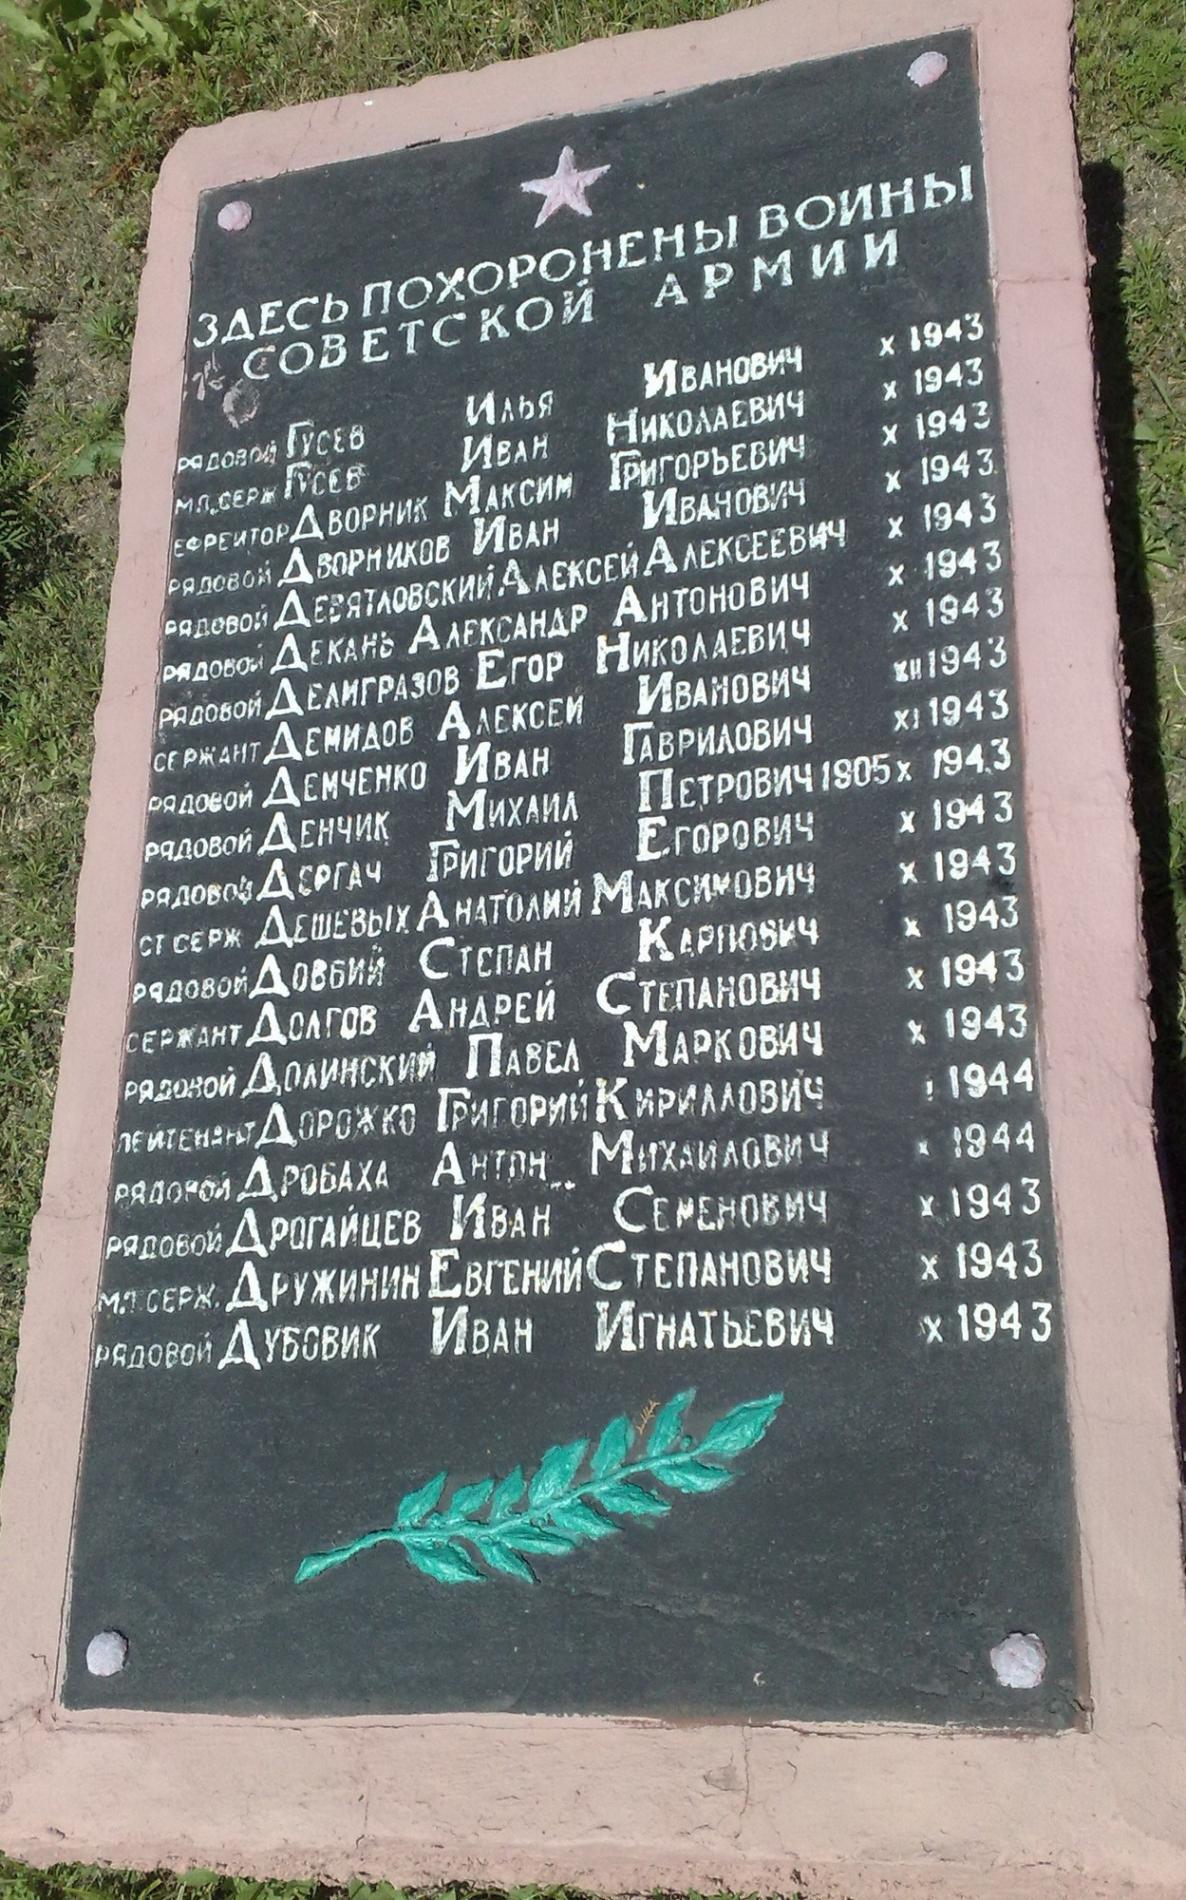 ЗДЕСЬ ПОХОРОНЕНЫ ВОИНЫ
СОВЕТСКОЙ АРМИИ
РЯДОВОЙ ГУСЕВ ИЛЬЯ ИВАНОВИЧ X 1943
МЛ.СЕРЖ ГУСЕВ ИВАН НИКОЛАЕВИЧ X 1943
ЕФРЕЙТОР ДВОРНИК МАКСИМ ГРИГОРЬЕВИЧ X 1943
РЯДОВОЙ ДВОРНИКОВ ИВАН ИВАНОВИЧ X 1943
РЯДОВОЙ ДЕВЯТЛОВСКИЙ АЛЕКСЕЙ АЛЕКСЕЕВИЧ X 1943
РЯДОВОЙ ДЕКАНЬ АЛЕКСАНДР АНТОНОВИЧ X 1943
РЯДОВОЙ ДЕЛИГРАЗОВ ЕГОР НИКОЛАЕВИЧ X 1943
СЕРЖАНТ ДЕМИДОВ АЛЕКСЕЙ ИВАНОВИЧ XII 1943
РЯДОВОЙ ДЕМЧЕНКО ИВАН ГАВРИЛОВИЧ XI 1943
РЯДОВОЙ ДЕНЧИК МИХАИЛ ПЕТРОВИЧ 1905 X 1943
РЯДОВОЙ ДЕРГАЧ ГРИГОРИЙ ЕГОРОВИЧ X 1943
СТ СЕРЖ ДЕШЕВЫХ АНАТОЛИЙ МАКСИМОВИЧ X 1943
РЯДОВОЙ ДОВБИЙ СТЕПАН КАРПОВИЧ X 1943
СЕРЖАНТ ДОЛГОВ АНДРЕЙ СТЕПАНОВИЧ X 1943
РЯДОВОЙ ДОЛИНСКИЙ ПАВЕЛ МАРКОВИЧ X 1943
ЛЕЙТЕНАНТ ДОРОЖКО ГРИГОРИЙ КИРИЛЛОВИЧ I 1944
РЯДОВОЙ ДРОБАХА АНТОН МИХАЙЛОВИЧ X 1944
РЯДОВОЙ ДРОГАЙЦЕВ ИВАН СЕМЕНОВИЧ X 1943
МЛ.СЕРЖ. ДРУЖИНИН ЕВГЕНИЙ СТЕПАНОВИЧ X 1943
РЯДОВОЙ ДУБОВИК ИВАН ИГНАТЬЕВИЧ X 1943